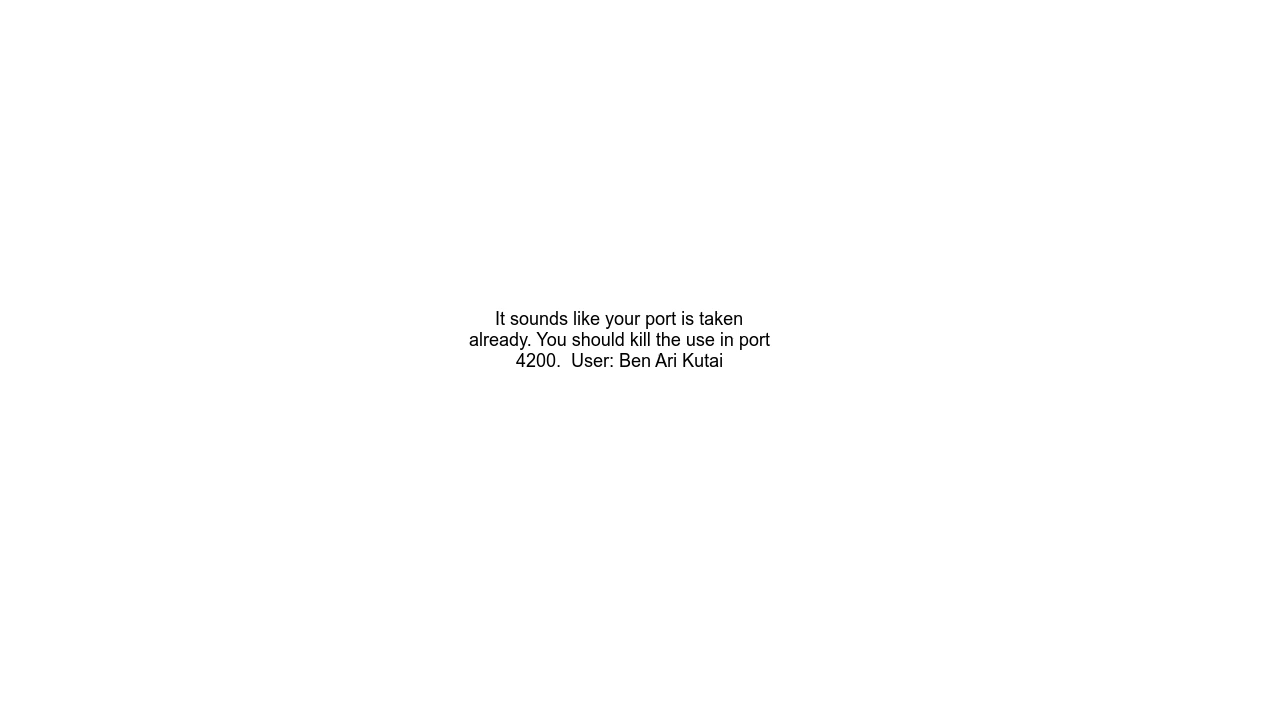 It sounds like your port is taken
already. You should kill the use in port
4200.  User: Ben Ari Kutai